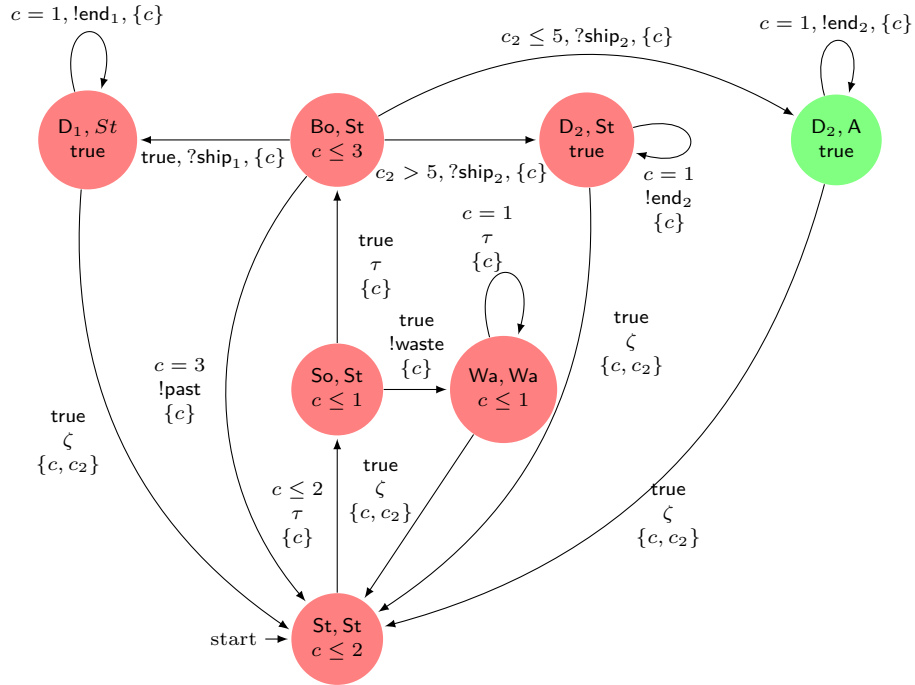 c = 1, !end₁, {c}
c = 1, !end₂, {c}
c₂ ≤ 5, ?ship₂, {c}
D₁, St
true
Bo, St
c ≤ 3
D₂, St
true
D₂, A
true
true, ?ship₁, {c}
c₂ > 5, ?ship₂, {c}
c = 1
!end₂
{c}
c = 1
τ
{c}
true
τ
{c}
true
!waste
{c}
true
ζ
{c, c₂}
c = 3
!past
{c}
So, St
c ≤ 1
Wa, Wa
c ≤ 1
true
ζ
{c, c₂}
c ≤ 2
τ
{c}
true
ζ
{c, c₂}
true
ζ
{c, c₂}
start
St, St
c ≤ 2